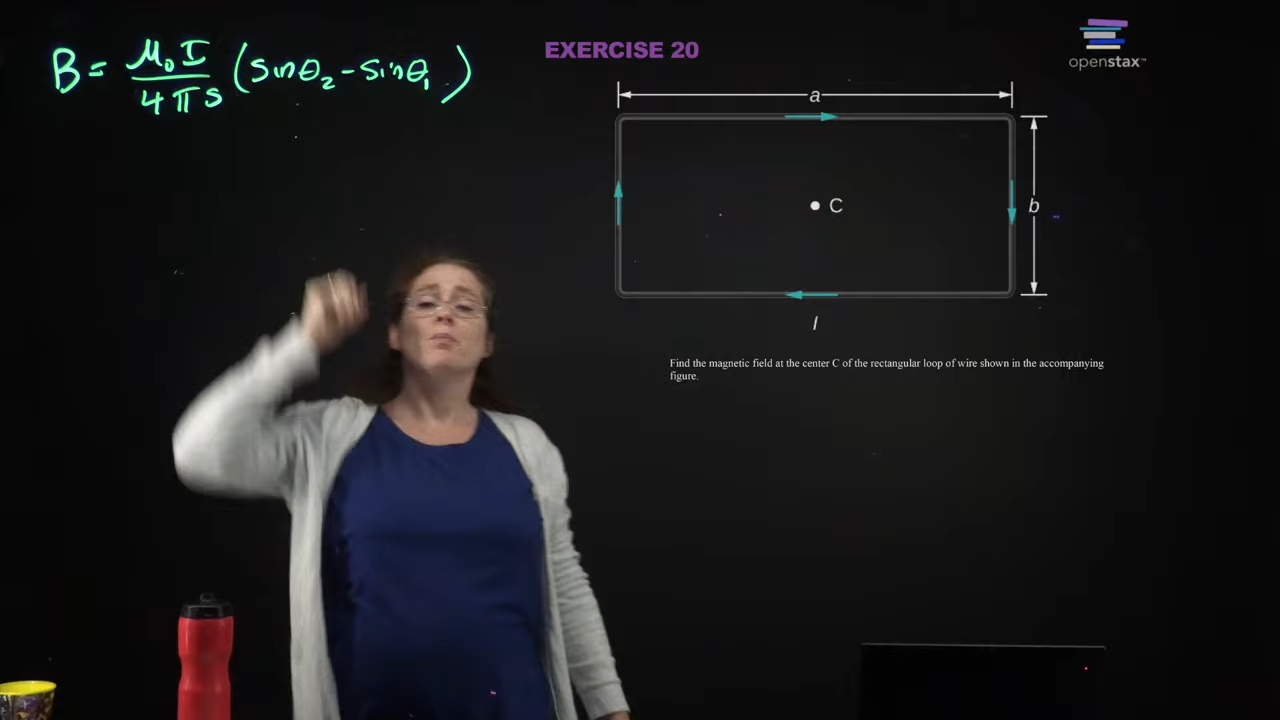 B = μ₀I / 4πs (sinθ₂ - sinθ₁)
EXERCISE 20
openstax™
a
C
b
I
Find the magnetic field at the center C of the rectangular loop of wire shown in the accompanying
figure.